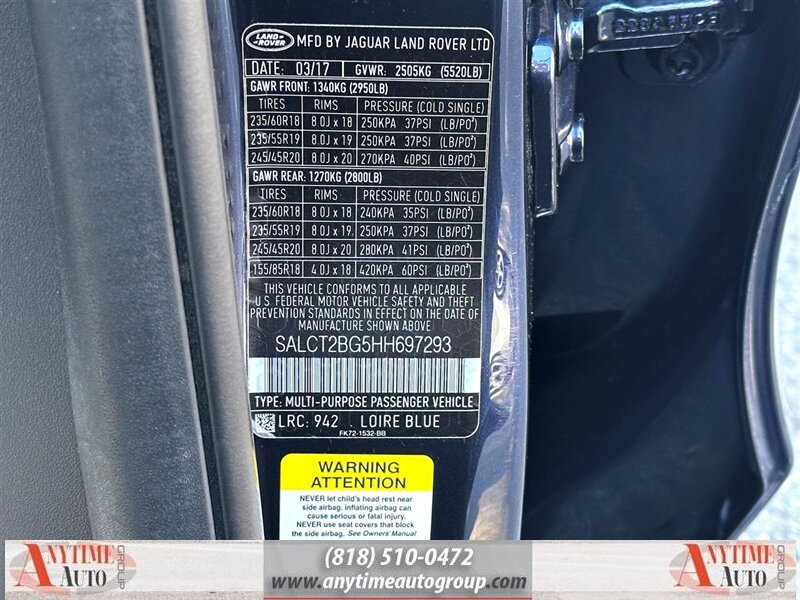 LAND-
ROVER
MFD BY JAGUAR LAND ROVER LTD
DATE: 03/17 GVWR: 2505KG (5520LB)
GAWR FRONT: 1340KG (2950LB)
TIRES RIMS PRESSURE (COLD SINGLE)
235/60R18 8.0J x 18 250KPA 37PSI (LB/PO²)
235/55R19 8.0J x 19 250KPA 37PSI (LB/PO²)
245/45R20 8.0J x 20 270KPA 40PSI (LB/PO²)
GAWR REAR: 1270KG (2800LB)
TIRES RIMS PRESSURE (COLD SINGLE)
235/60R18 8.0J x 18 240KPA 35PSI (LB/PO²)
235/55R19 8.0J x 19 250KPA 37PSI (LB/PO²)
245/45R20 8.0J x 20 280KPA 41PSI (LB/PO²)
155/85R18 4.0J x 18 420KPA 60PSI (LB/PO²)
THIS VEHICLE CONFORMS TO ALL APPLICABLE
U.S. FEDERAL MOTOR VEHICLE SAFETY AND THEFT
PREVENTION STANDARDS IN EFFECT ON THE DATE OF
MANUFACTURE SHOWN ABOVE
SALCT2BG5HH697293
TYPE: MULTI-PURPOSE PASSENGER VEHICLE
LRC: 942 LOIRE BLUE
FK72-1532-BB
WARNING
ATTENTION
NEVER let child's head rest near
side airbag. inflating airbag can
cause serious or fatal injury.
NEVER use seat covers that block
the side airbag. See Owners' Manual
ANYTIME AUTO GROUP
(818) 510-0472
www.anytimeautogroup.com
ANYTIME AUTO GROUP